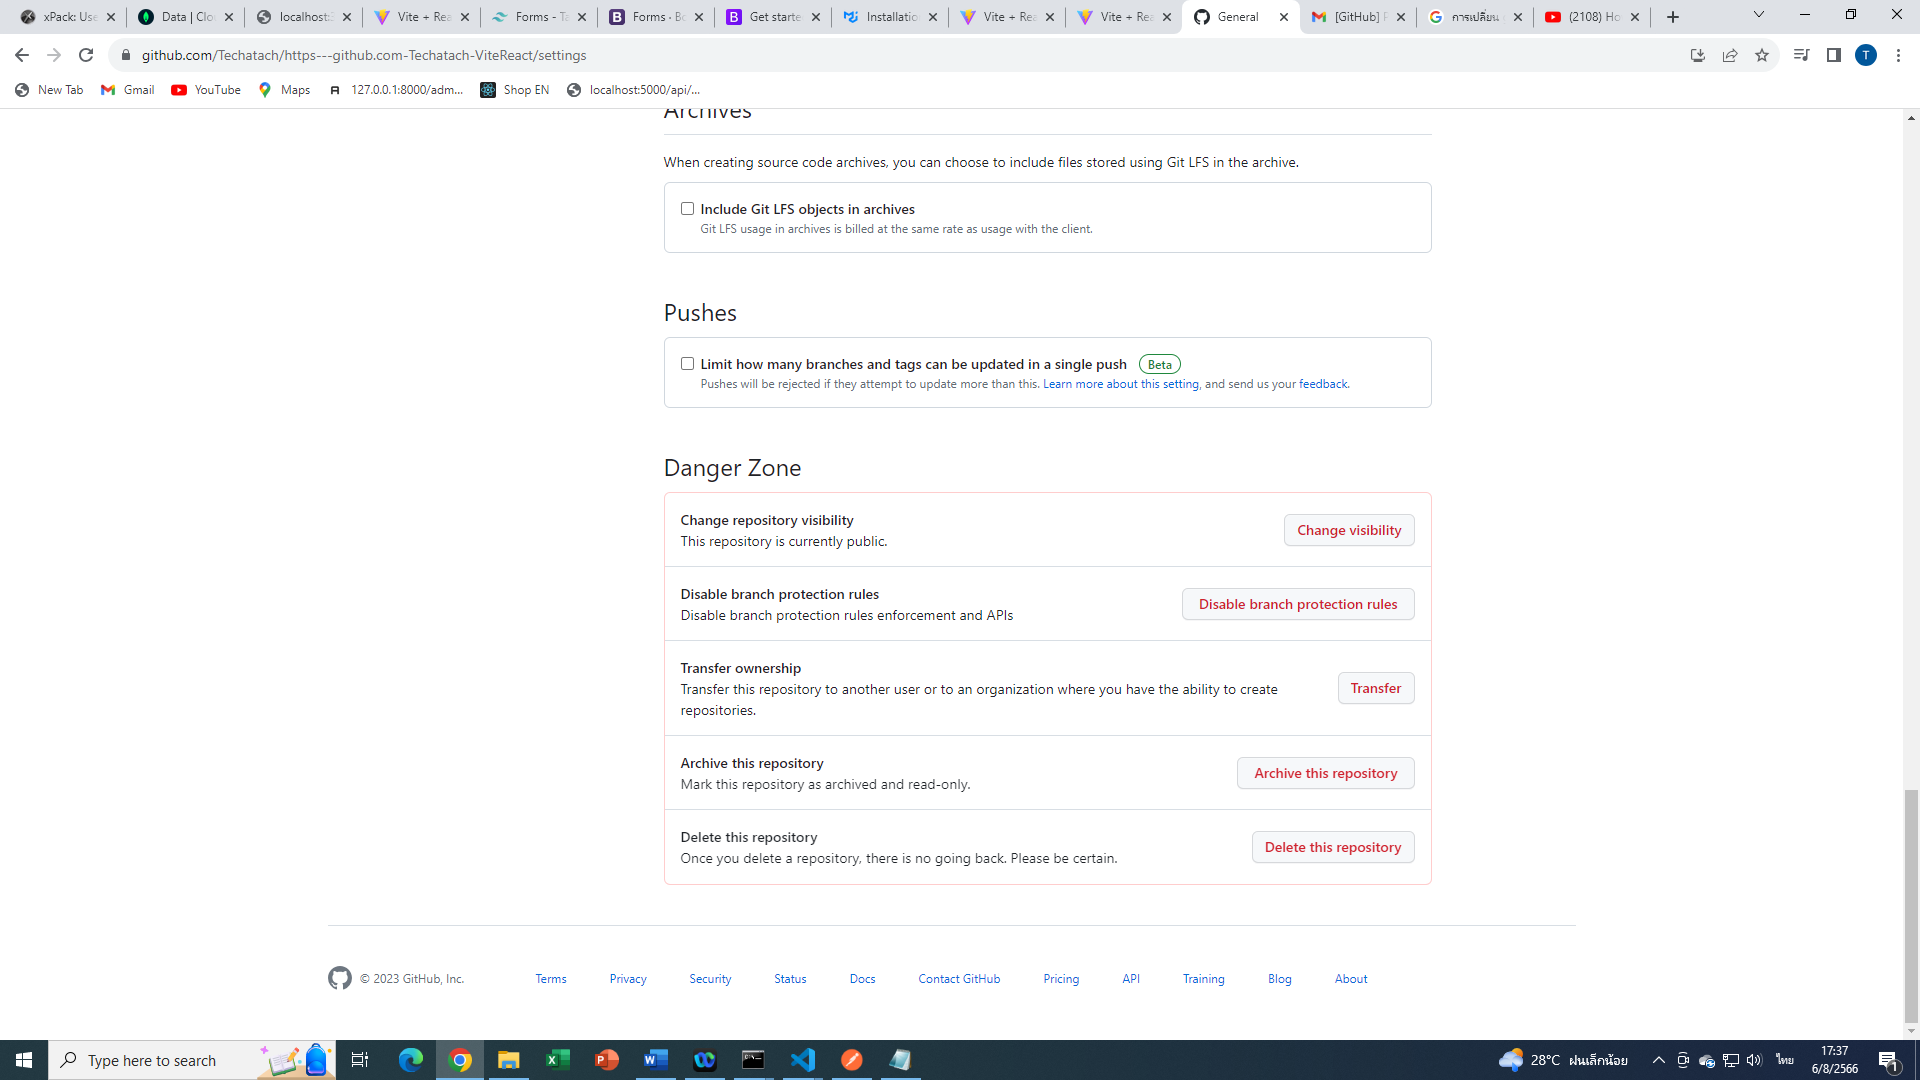 xPack: Use
Data | Clo
localhost:
Vite + Rea
Forms - Ta
Forms · Bo
Get starte
Installatio
Vite + Rea
Vite + Rea
General
[GitHub] P
การเปลี่ยน
(2108) Ho
github.com/Techatach/https---github.com-Techatach-ViteReact/settings
T
New Tab
Gmail
YouTube
Maps
127.0.0.1:8000/adm...
Shop EN
localhost:5000/api/...
Archives
When creating source code archives, you can choose to include files stored using Git LFS in the archive.
Include Git LFS objects in archives
Git LFS usage in archives is billed at the same rate as usage with the client.
Pushes
Limit how many branches and tags can be updated in a single push Beta
Pushes will be rejected if they attempt to update more than this. Learn more about this setting, and send us your feedback.
Danger Zone
Change repository visibility
This repository is currently public.
Change visibility
Disable branch protection rules
Disable branch protection rules enforcement and APIs
Disable branch protection rules
Transfer ownership
Transfer this repository to another user or to an organization where you have the ability to create
repositories.
Transfer
Archive this repository
Mark this repository as archived and read-only.
Archive this repository
Delete this repository
Once you delete a repository, there is no going back. Please be certain.
Delete this repository
© 2023 GitHub, Inc.
Terms
Privacy
Security
Status
Docs
Contact GitHub
Pricing
API
Training
Blog
About
Type here to search
28°C ฝนเล็กน้อย
ไทย
17:37
6/8/2566
1